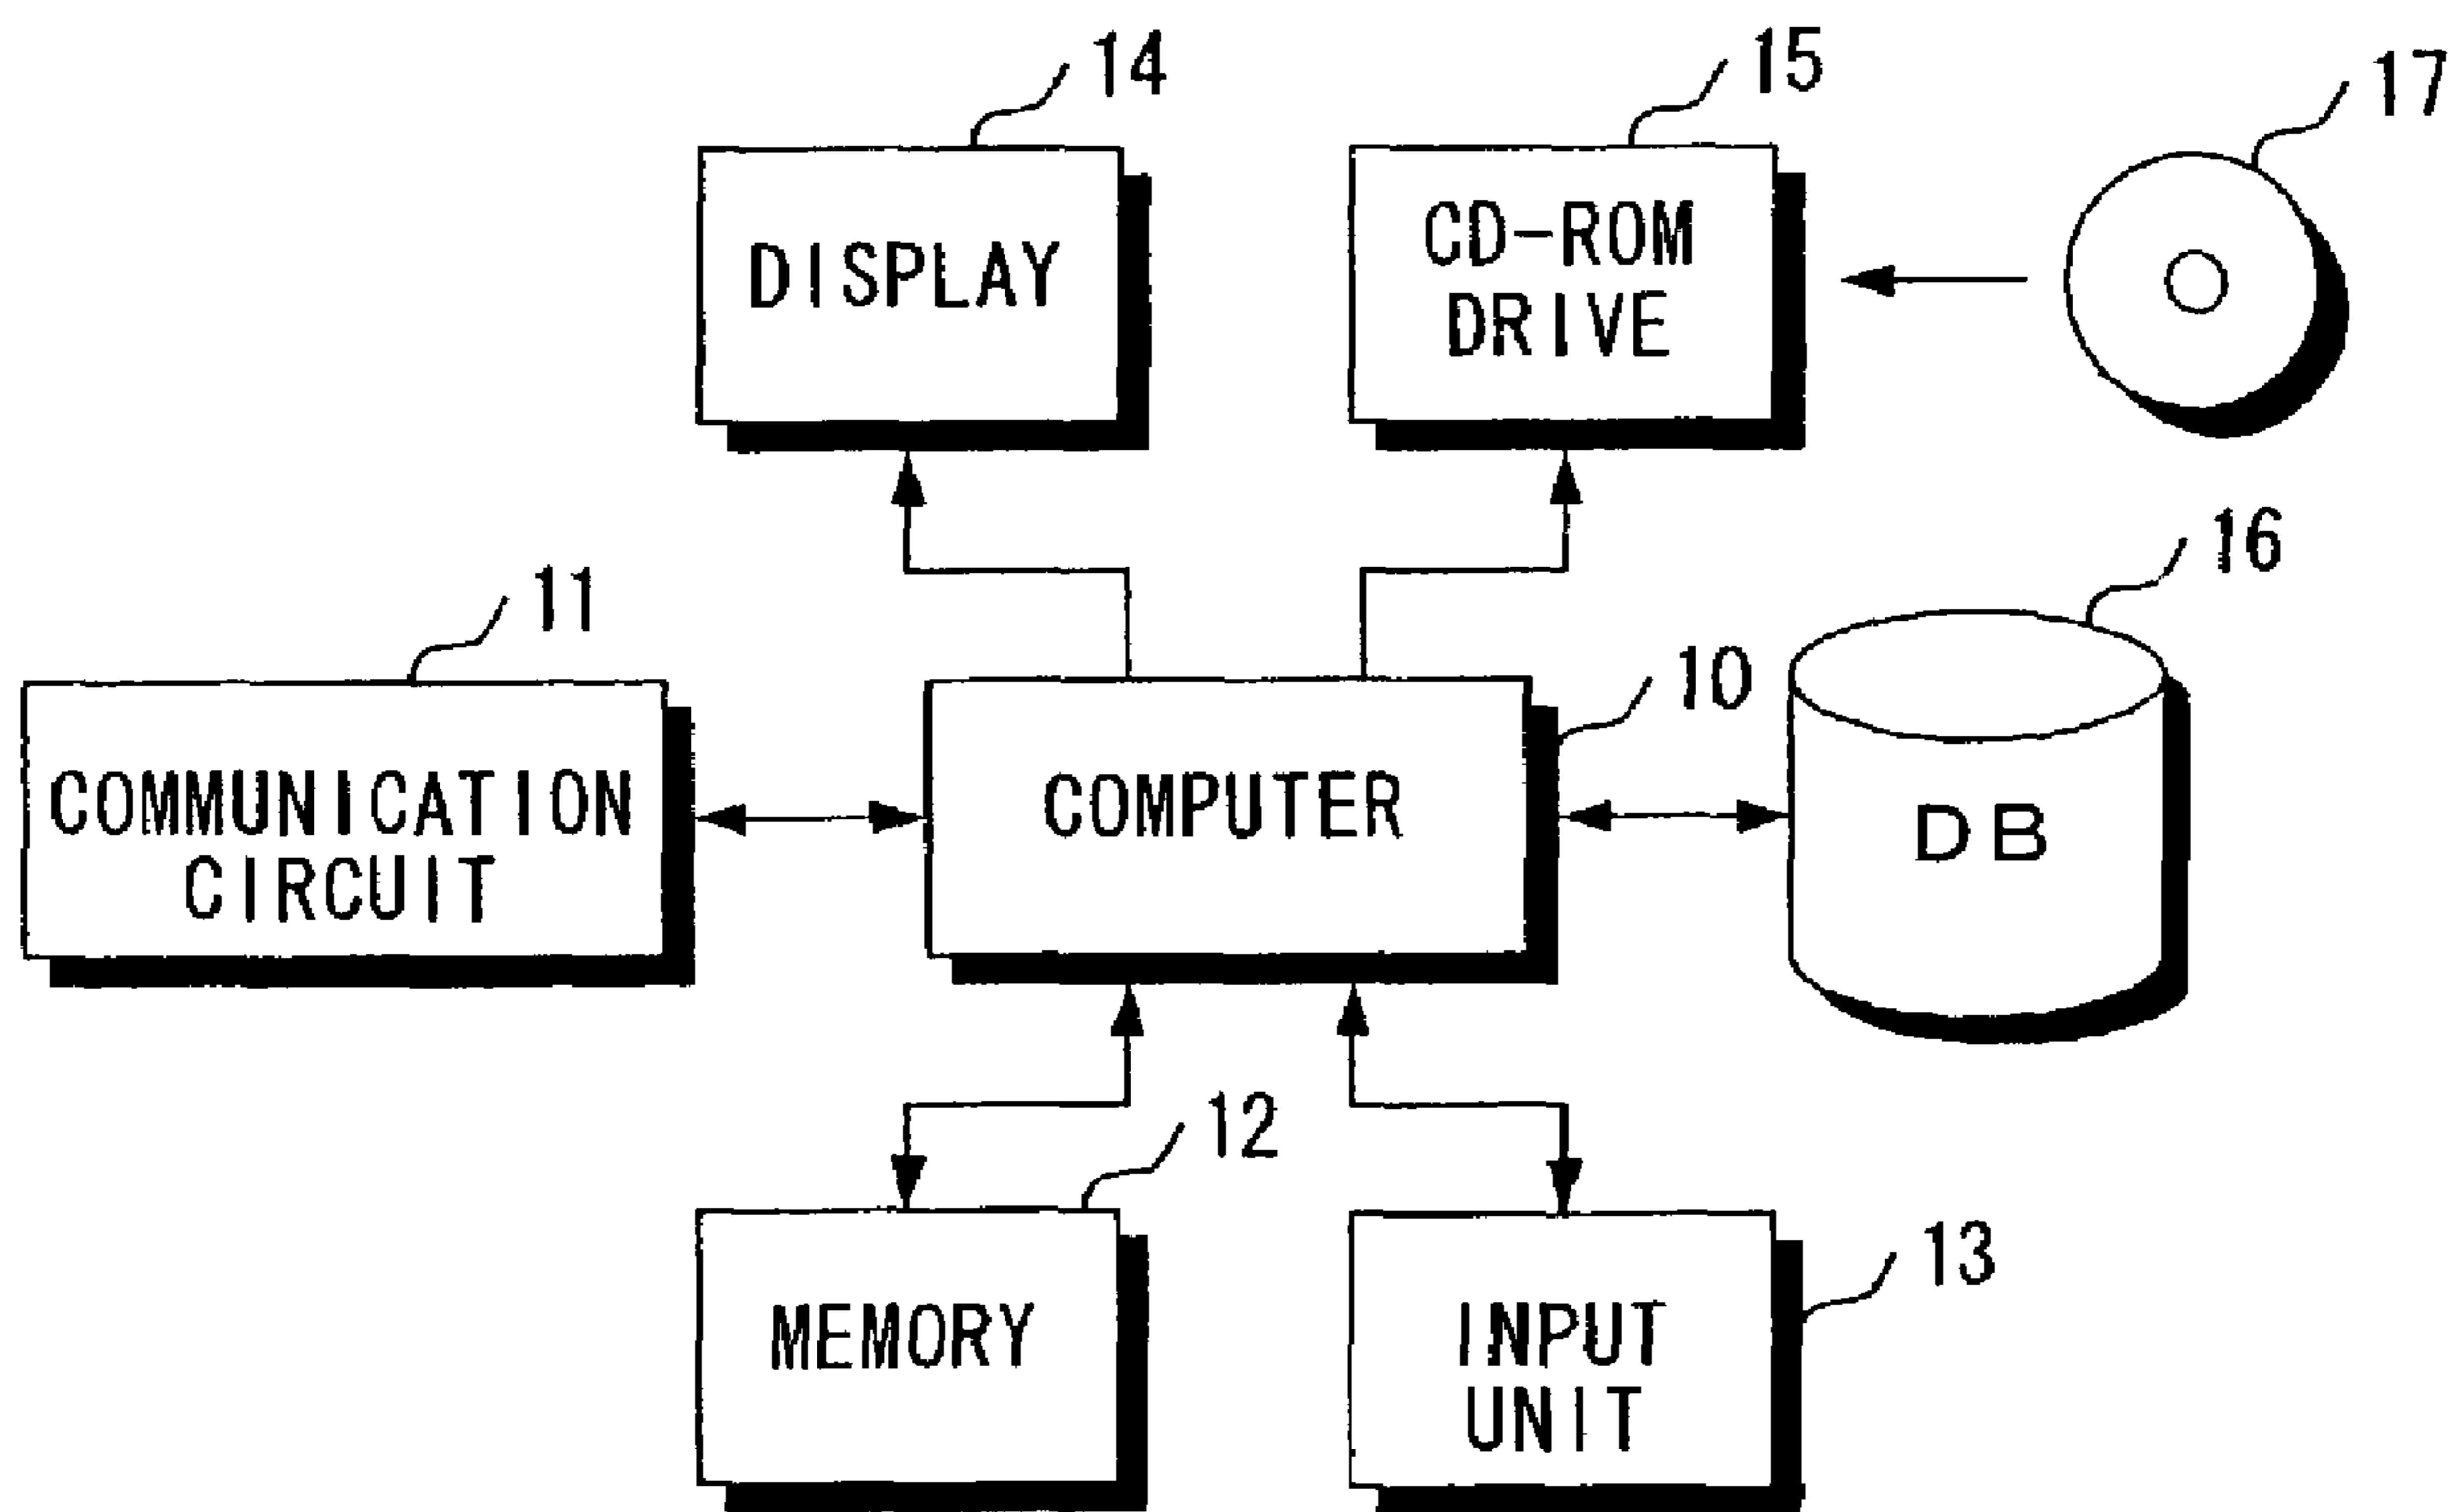 14
15
17
DISPLAY
CD-ROM
DRIVE
16
11
10
COMMUNICATION
CIRCUIT
COMPUTER
DB
12
13
MEMORY
INPUT
UNIT